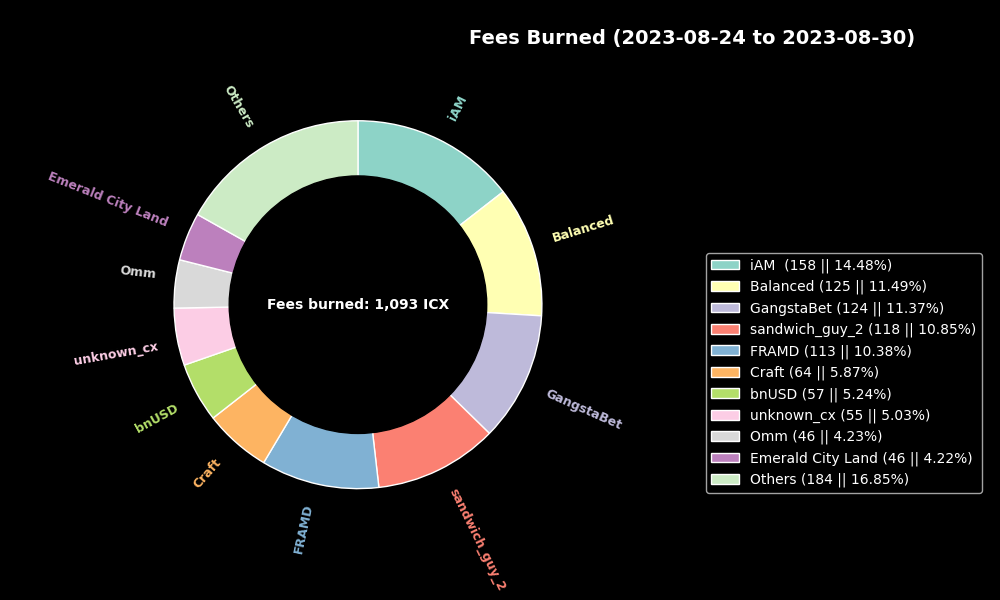 Fees Burned (2023-08-24 to 2023-08-30)
Others
iAM
Emerald City Land
Balanced
Omm
Fees burned: 1,093 ICX
unknown_cx
bnUSD
GangstaBet
Craft
FRAMD
sandwich_guy_2
iAM  (158 || 14.48%)
Balanced (125 || 11.49%)
GangstaBet (124 || 11.37%)
sandwich_guy_2 (118 || 10.85%)
FRAMD (113 || 10.38%)
Craft (64 || 5.87%)
bnUSD (57 || 5.24%)
unknown_cx (55 || 5.03%)
Omm (46 || 4.23%)
Emerald City Land (46 || 4.22%)
Others (184 || 16.85%)